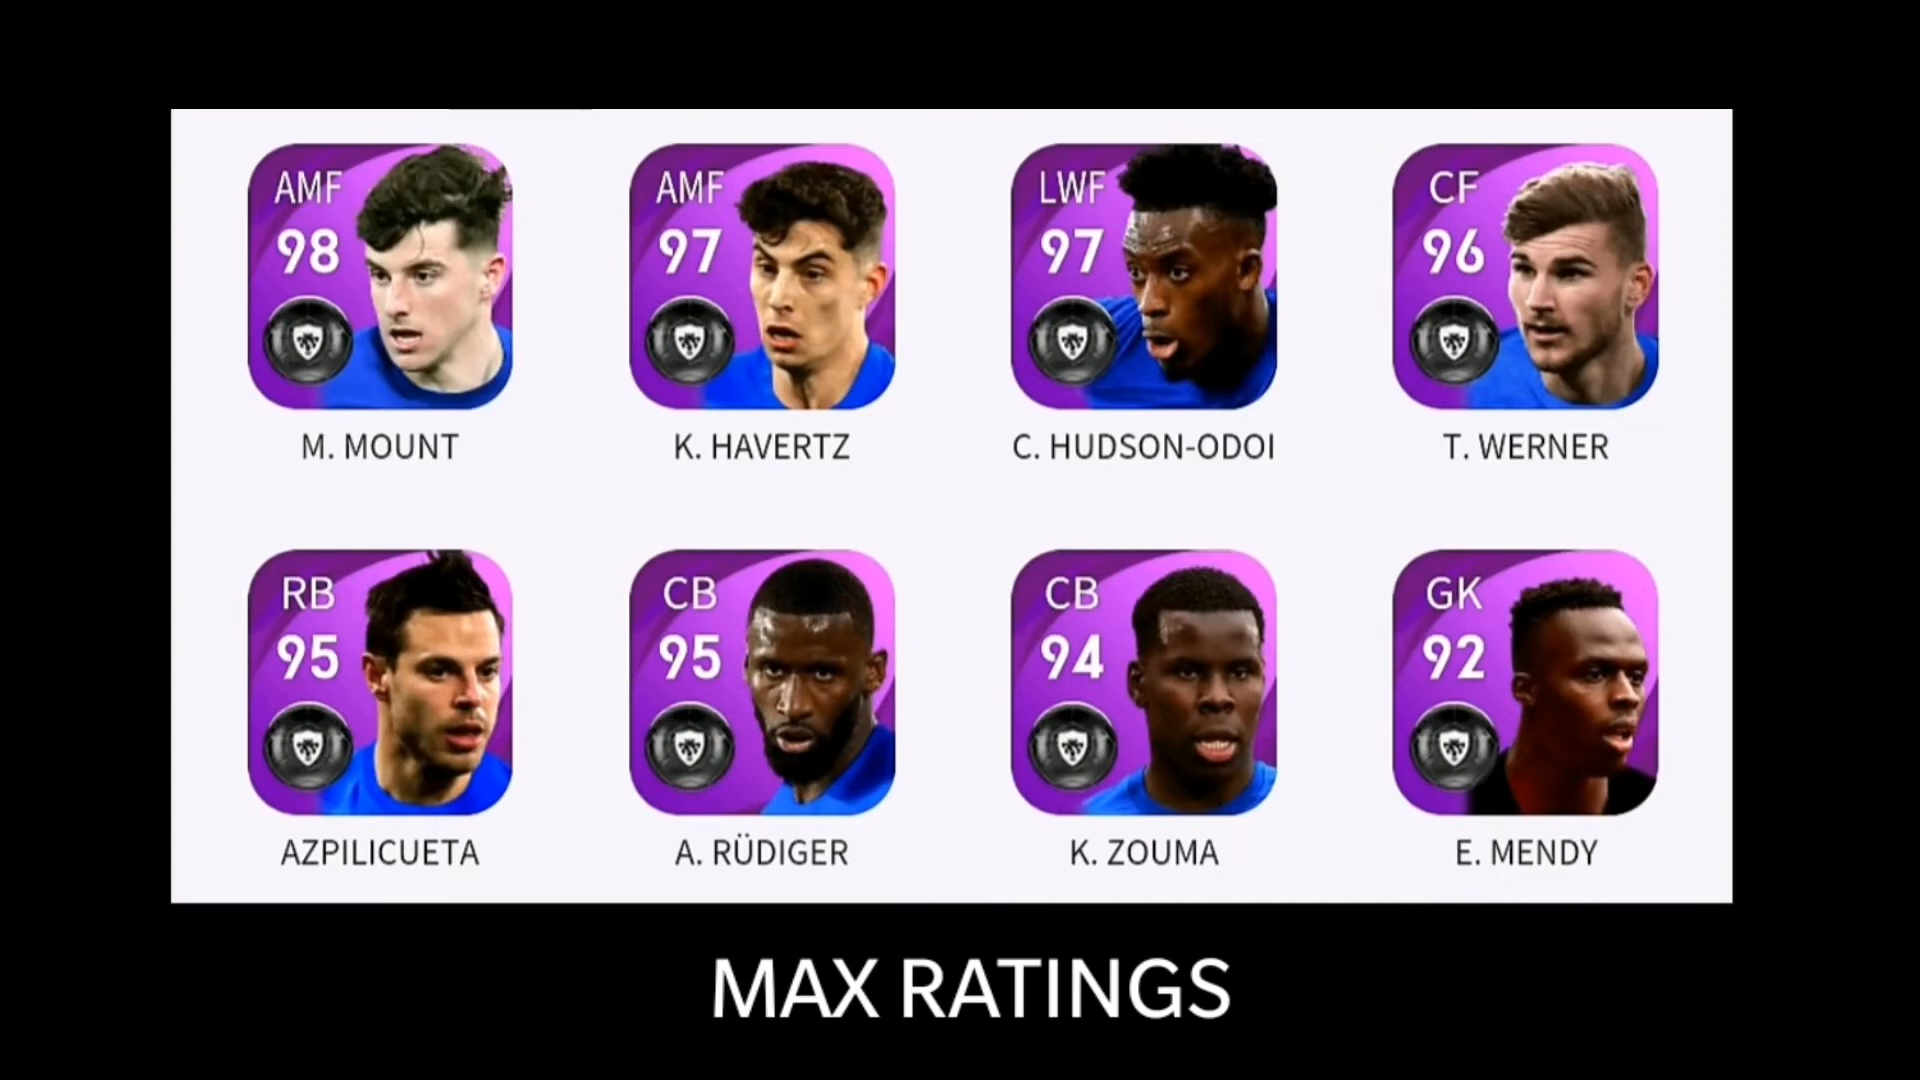 AMF
98
M. MOUNT
AMF
97
K. HAVERTZ
LWF
97
C. HUDSON-ODOI
CF
96
T. WERNER
RB
95
AZPILICUETA
CB
95
A. RÜDIGER
CB
94
K. ZOUMA
GK
92
E. MENDY
MAX RATINGS